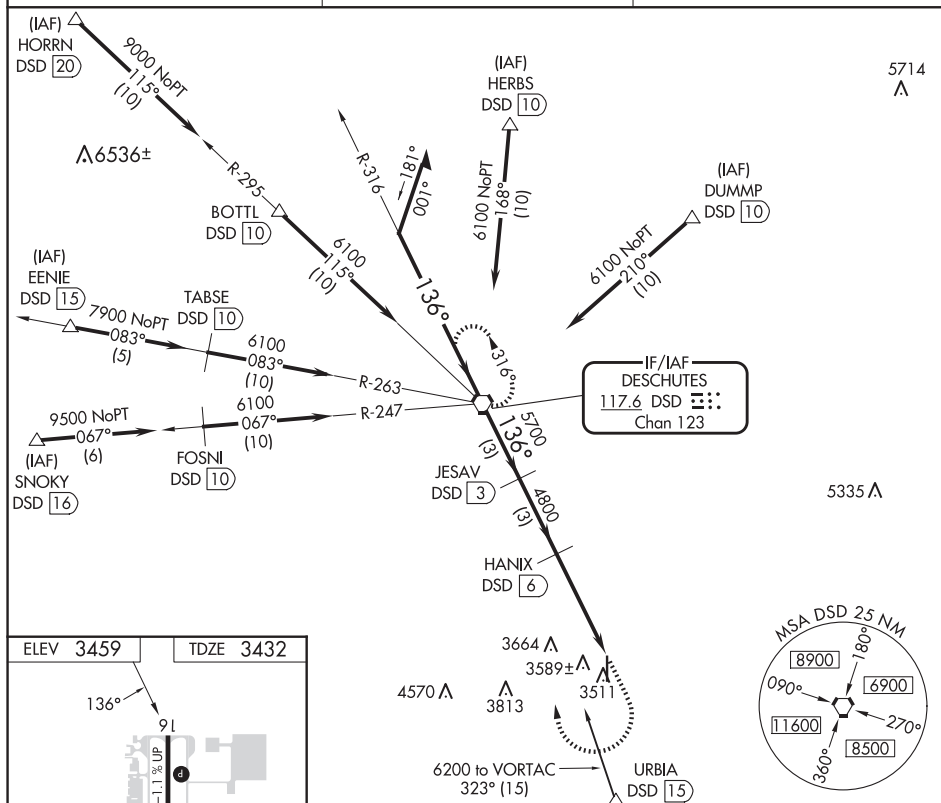 (IAF)
HORRN
DSD 20
9000 NoPT
115°
(10)
6536±
R-295
BOTTL
DSD 10
6100
115°
(10)
R-316
181°
001°
136°
(IAF)
HERBS
DSD 10
6100 NoPT
168°
(10)
5714
(IAF)
DUMMP
DSD 10
6100 NoPT
210°
(10)
(IAF)
EENIE
DSD 15
7900 NoPT
083°
(5)
TABSE
DSD 10
6100
083°
(10)
R-263
316°
IF/IAF
DESCHUTES
117.6 DSD
Chan 123
9500 NoPT
067°
(6)
(IAF)
SNOKY
DSD 16
6100
067°
(10)
R-247
FOSNI
DSD 10
5700
136°
(3)
JESAV
DSD 3
4800
(3)
5335
HANIX
DSD 6
3664
3589±
3511
4570
3813
6200 to VORTAC
323° (15)
URBIA
DSD 15
MSA DSD 25 NM
8900
180°
090°
6900
11600
270°
360°
8500
ELEV 3459
TDZE 3432
136°
16
1.1% UP
P